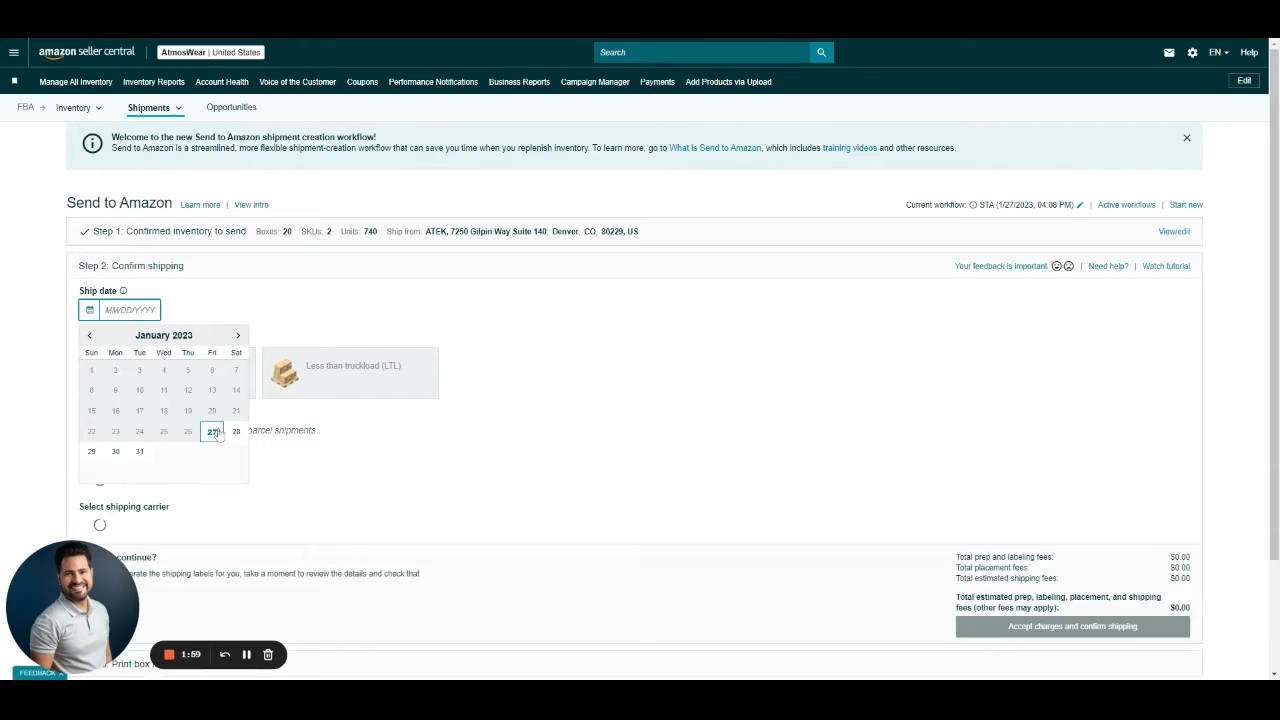 amazon seller central
AtmosWear | United States
Search
EN
Help
Manage All Inventory
Inventory Reports
Account Health
Voice of the Customer
Coupons
Performance Notifications
Business Reports
Campaign Manager
Payments
Add Products via Upload
Edit
FBA
Inventory
Shipments
Opportunities
Welcome to the new Send to Amazon shipment creation workflow!
Send to Amazon is a streamlined, more flexible shipment-creation workflow that can save you time when you replenish inventory. To learn more, go to What is Send to Amazon, which includes training videos and other resources.
Send to Amazon Learn more | View intro
Current workflow: STA (1/27/2023, 04:08 PM) | Active workflows | Start new
Step 1: Confirmed inventory to send Boxes: 20 SKUs: 2 Units: 740 Ship from: ATEK, 7250 Gilpin Way Suite 140, Denver, CO, 80229, US
View/edit
Step 2: Confirm shipping
Your feedback is important | Need help? | Watch tutorial
Ship date
MM/DD/YYYY
January 2023
Sun Mon Tue Wed Thu Fri Sat
1 2 3 4 5 6 7
8 9 10 11 12 13 14
15 16 17 18 19 20 21
22 23 24 25 26 27 28
29 30 31
Less than truckload (LTL)
parcel shipments.
Select shipping carrier
continue?
erate the shipping labels for you, take a moment to review the details and check that
Total prep and labeling fees: $0.00
Total placement fees: $0.00
Total estimated shipping fees: $0.00
Total estimated prep, labeling, placement, and shipping
fees (other fees may apply): $0.00
Accept charges and confirm shipping
Print box
1:59
FEEDBACK